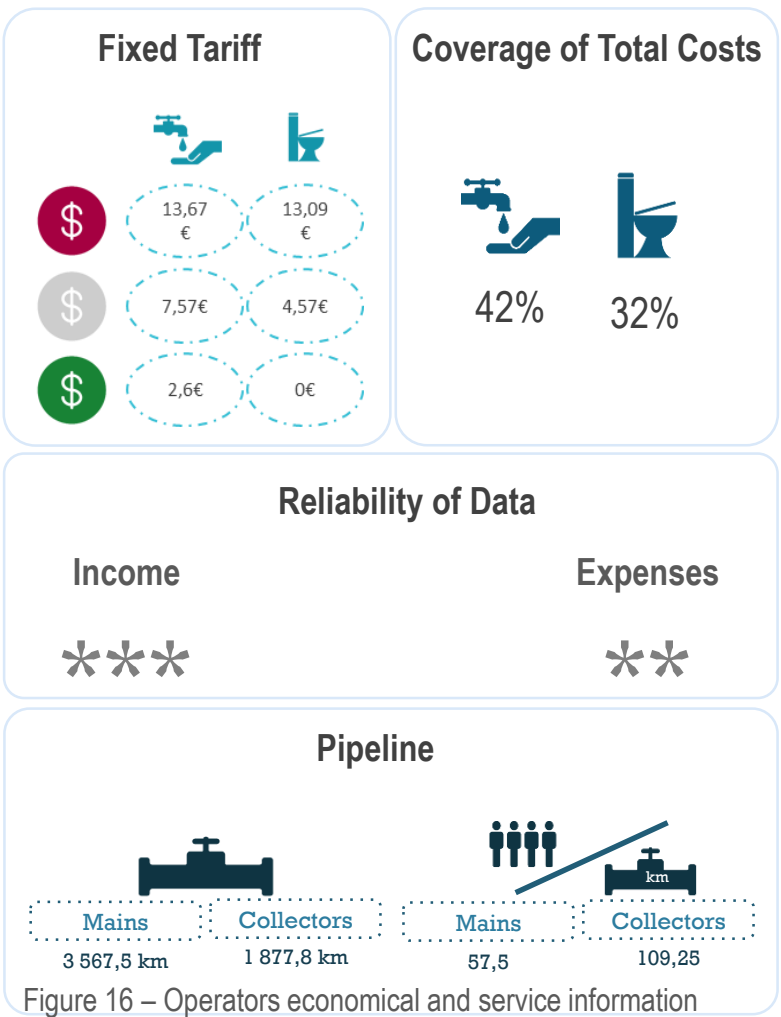 Fixed Tariff
$
13,67
€
13,09
€
$
7,57€
4,57€
$
2,6€
0€
Coverage of Total Costs
42%
32%
Reliability of Data
Income
Expenses
***
**
Pipeline
km
Mains
Collectors
Mains
Collectors
3 567,5 km
1 877,8 km
57,5
109,25
Figure 16 – Operators economical and service information